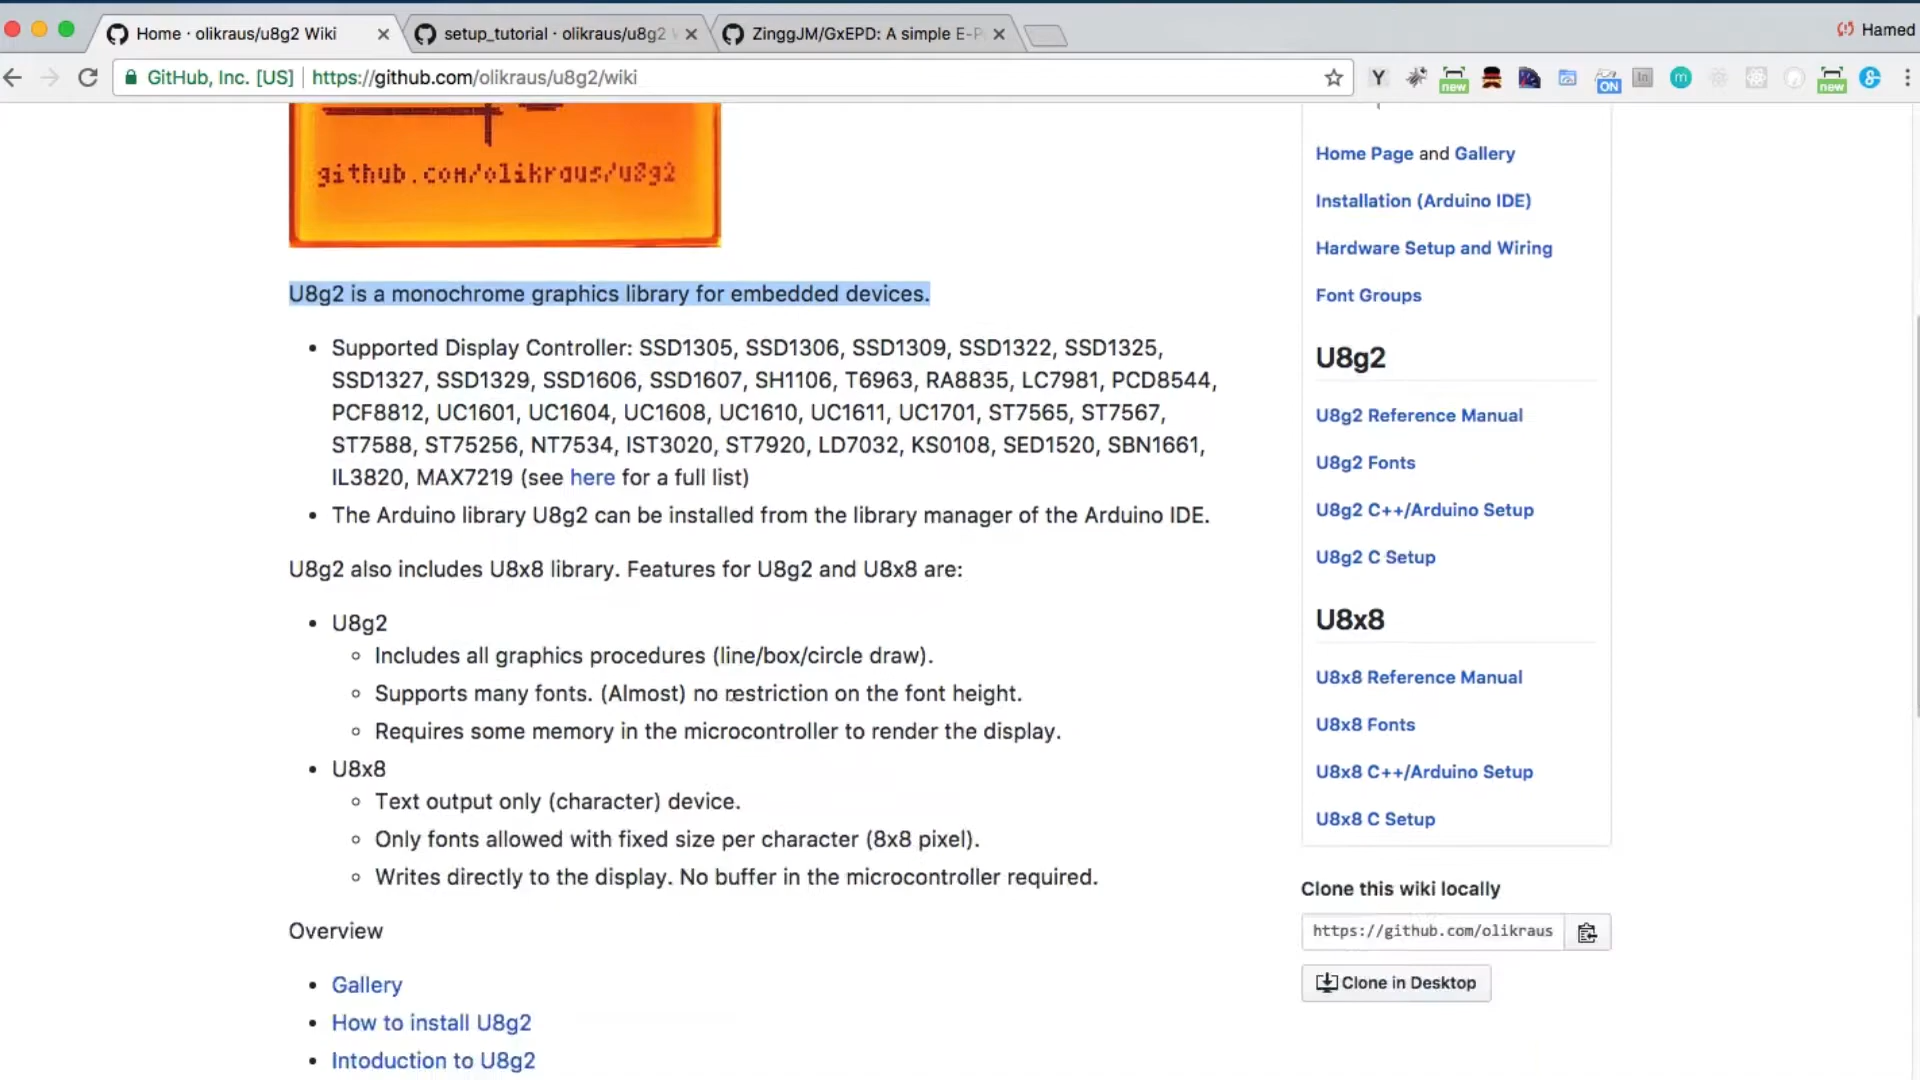 Home · olikraus/u8g2 Wiki
setup_tutorial · olikraus/u8g2
ZinggJM/GxEPD: A simple E-P
Hamed
GitHub, Inc. [US] https://github.com/olikraus/u8g2/wiki
new
ON
new
github.com/olikraus/u8g2
U8g2 is a monochrome graphics library for embedded devices.
Supported Display Controller: SSD1305, SSD1306, SSD1309, SSD1322, SSD1325,
SSD1327, SSD1329, SSD1606, SSD1607, SH1106, T6963, RA8835, LC7981, PCD8544,
PCF8812, UC1601, UC1604, UC1608, UC1610, UC1611, UC1701, ST7565, ST7567,
ST7588, ST75256, NT7534, IST3020, ST7920, LD7032, KS0108, SED1520, SBN1661,
IL3820, MAX7219 (see here for a full list)
The Arduino library U8g2 can be installed from the library manager of the Arduino IDE.
U8g2 also includes U8x8 library. Features for U8g2 and U8x8 are:
U8g2
Includes all graphics procedures (line/box/circle draw).
Supports many fonts. (Almost) no restriction on the font height.
Requires some memory in the microcontroller to render the display.
U8x8
Text output only (character) device.
Only fonts allowed with fixed size per character (8x8 pixel).
Writes directly to the display. No buffer in the microcontroller required.
Overview
Gallery
How to install U8g2
Intoduction to U8g2
Home Page and Gallery
Installation (Arduino IDE)
Hardware Setup and Wiring
Font Groups
U8g2
U8g2 Reference Manual
U8g2 Fonts
U8g2 C++/Arduino Setup
U8g2 C Setup
U8x8
U8x8 Reference Manual
U8x8 Fonts
U8x8 C++/Arduino Setup
U8x8 C Setup
Clone this wiki locally
https://github.com/olikraus
Clone in Desktop